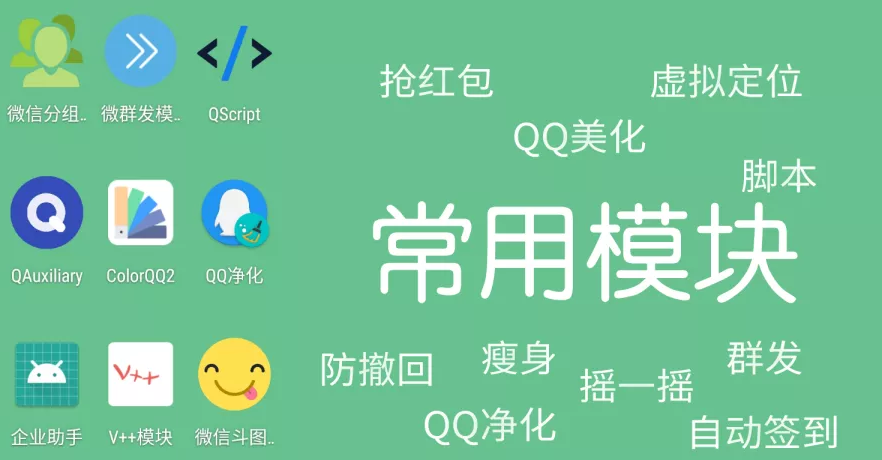 微信分组..
微群发模..
QScript
QAuxiliary
ColorQQ2
QQ净化
企业助手
V++
V++模块
微信斗图..
抢红包
虚拟定位
QQ美化
脚本
常用模块
防撤回
瘦身
群发
摇一摇
QQ净化
自动签到